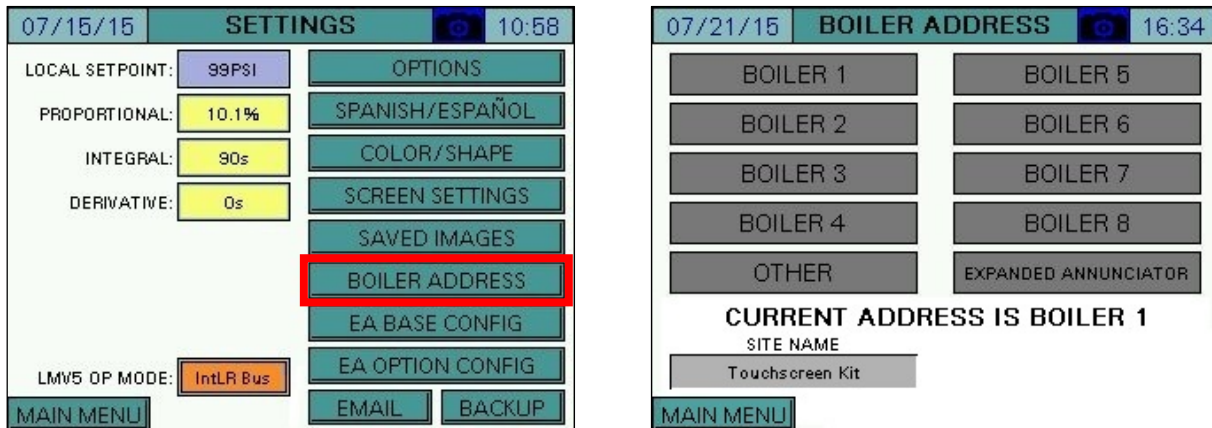 07/15/15 SETTINGS 10:58
LOCAL SETPOINT: 99PSI OPTIONS
PROPORTIONAL: 10.1% SPANISH/ESPAÑOL
INTEGRAL: 90s COLOR/SHAPE
DERIVATIVE: 0s SCREEN SETTINGS
SAVED IMAGES
BOILER ADDRESS
EA BASE CONFIG
LMV5 OP MODE: IntLR Bus EA OPTION CONFIG
MAIN MENU EMAIL BACKUP
07/21/15 BOILER ADDRESS 16:34
BOILER 1 BOILER 5
BOILER 2 BOILER 6
BOILER 3 BOILER 7
BOILER 4 BOILER 8
OTHER EXPANDED ANNUNCIATOR
CURRENT ADDRESS IS BOILER 1
SITE NAME
Touchscreen Kit
MAIN MENU